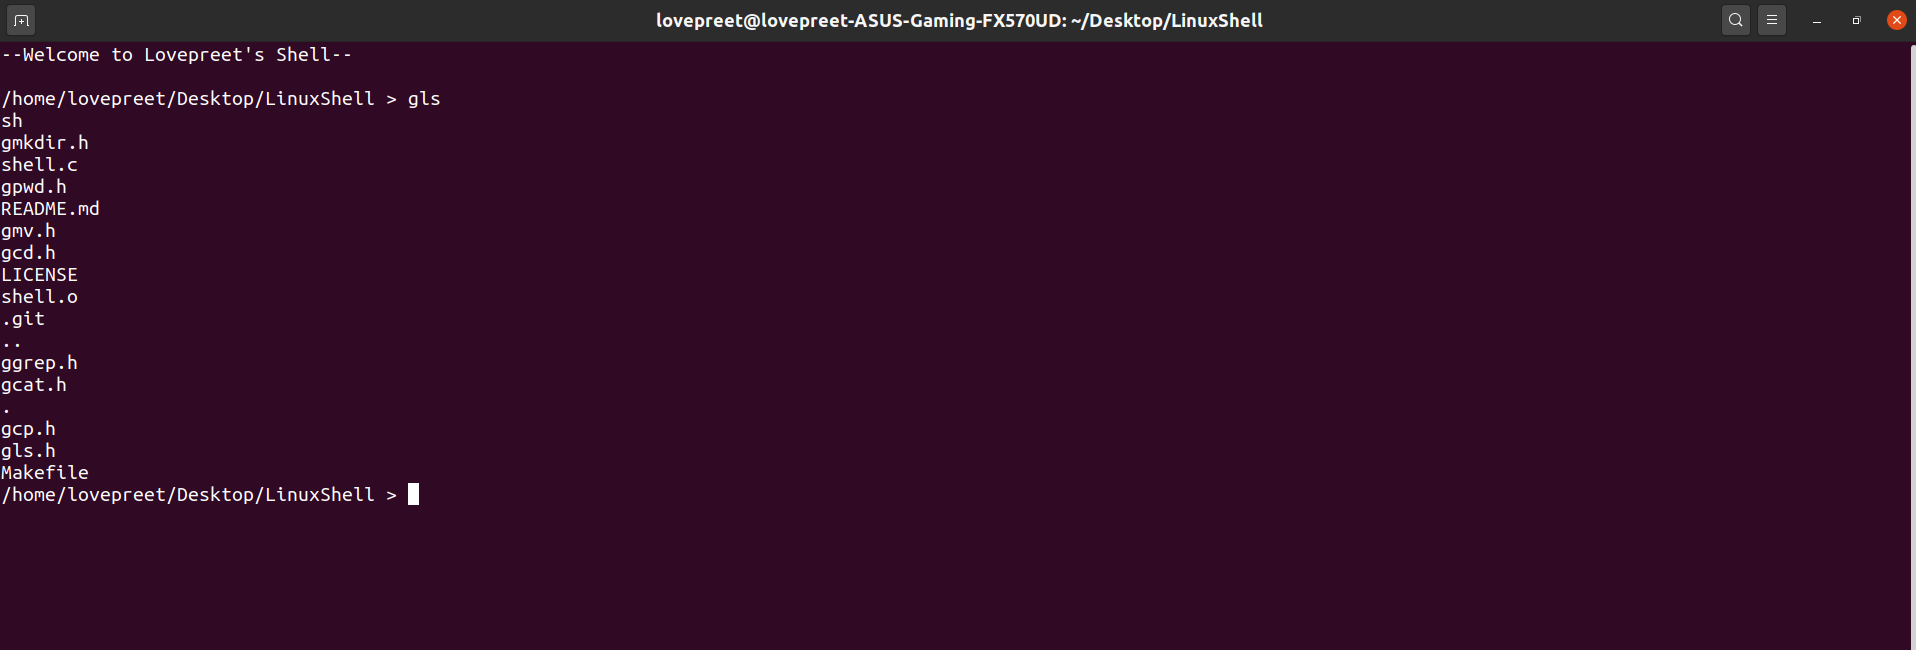 lovepreet@lovepreet-ASUS-Gaming-FX570UD: ~/Desktop/LinuxShell
--Welcome to Lovepreet's Shell--
/home/lovepreet/Desktop/LinuxShell > gls
sh
gmkdir.h
shell.c
gpwd.h
README.md
gmv.h
gcd.h
LICENSE
shell.o
.git
..
ggrep.h
gcat.h
.
gcp.h
gls.h
Makefile
/home/lovepreet/Desktop/LinuxShell >